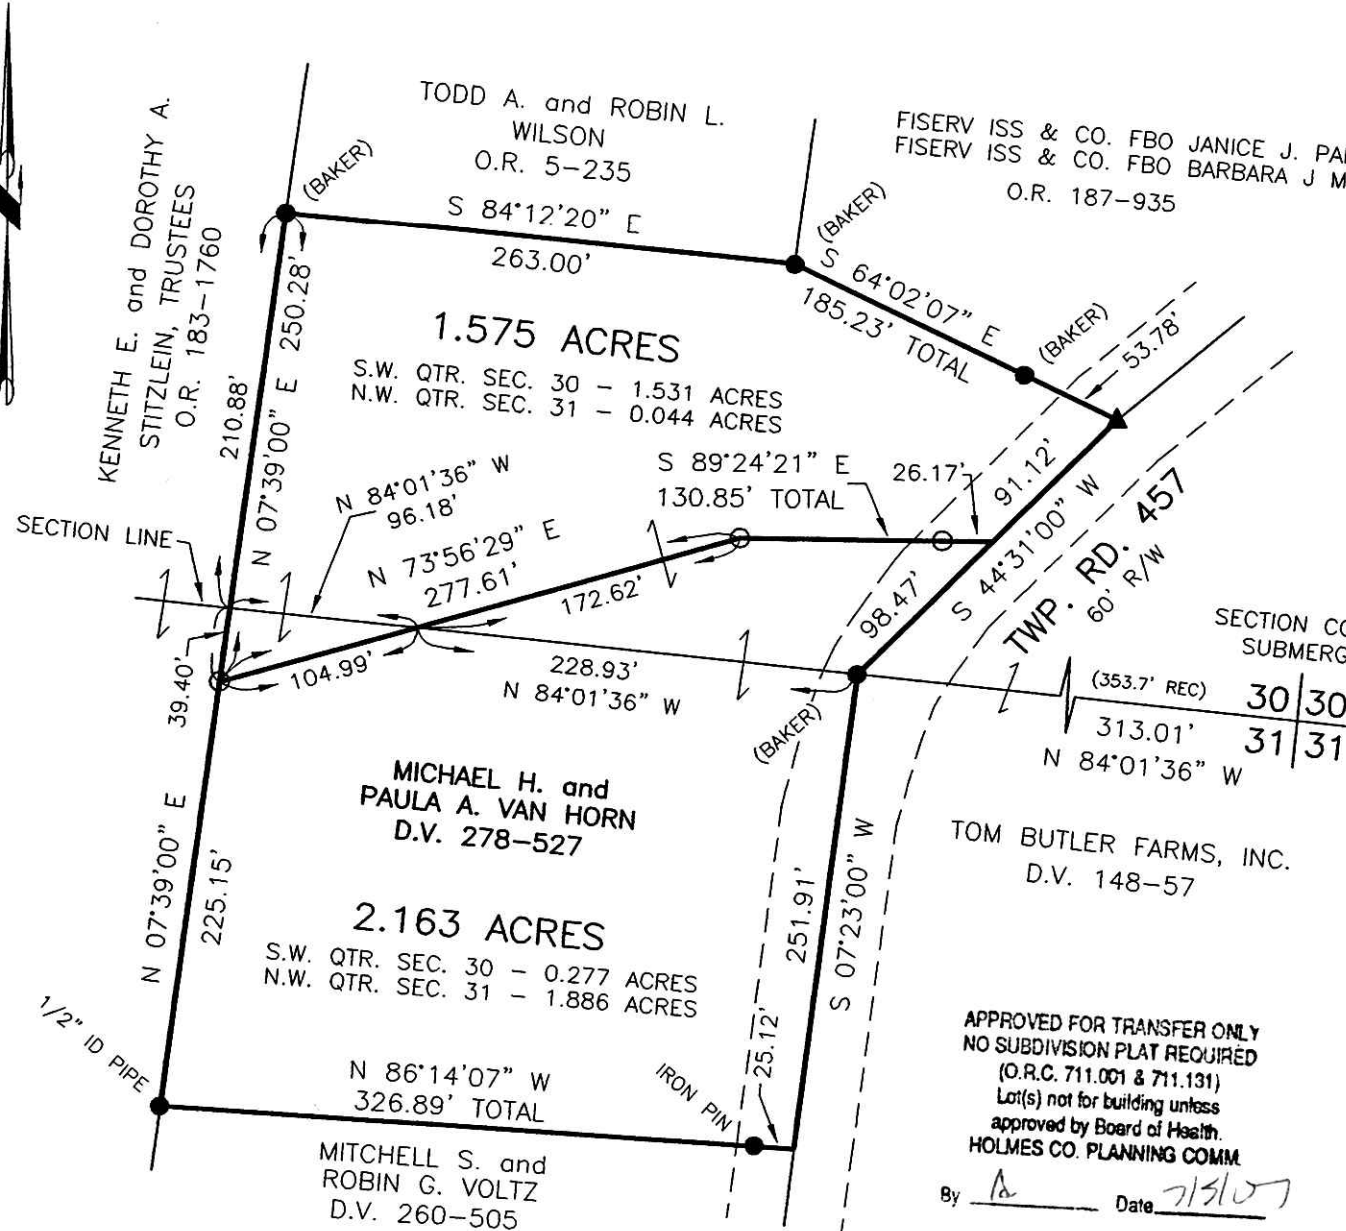 TODD A. and ROBIN L.
WILSON
O.R. 5-235
FISERV ISS & CO. FBO JANICE J.
FISERV ISS & CO. FBO BARBARA J
O.R. 187-935
KENNETH E. and DOROTHY A.
STITZLEIN, TRUSTEES
O.R. 183-1760
(BAKER)
S 84°12'20" E
263.00'
(BAKER)
S 64°02'07" E
185.23' TOTAL
(BAKER)
53.78'
210.88'
N 07°39'00" E 250.28'
1.575 ACRES
S.W. QTR. SEC. 30 - 1.531 ACRES
N.W. QTR. SEC. 31 - 0.044 ACRES
N 84°01'36" W
96.18'
S 89°24'21" E
130.85' TOTAL
26.17'
91.12'
S 44°31'00" W
98.47'
TWP. RD. 457
60' R/W
SECTION LINE
N 73°56'29" E
277.61'
172.62'
104.99'
39.40'
228.93'
N 84°01'36" W
(BAKER)
SECTION
(353.7' REC)
30 30
313.01'
31 31
N 84°01'36" W
MICHAEL H. and
PAULA A. VAN HORN
D.V. 278-527
TOM BUTLER FARMS, INC.
D.V. 148-57
N 07°39'00" E
225.15'
2.163 ACRES
S.W. QTR. SEC. 30 - 0.277 ACRES
N.W. QTR. SEC. 31 - 1.886 ACRES
251.91'
S 07°23'00" W
25.12'
1/2" ID PIPE
N 86°14'07" W
326.89' TOTAL
IRON PIN
MITCHELL S. and
ROBIN G. VOLTZ
D.V. 260-505
APPROVED FOR TRANSFER ONLY
NO SUBDIVISION PLAT REQUIRED
(O.R.C. 711.001 & 711.131)
Lot(s) not for building unless
approved by Board of Health.
HOLMES CO. PLANNING COMM.
By Date 7/5/07